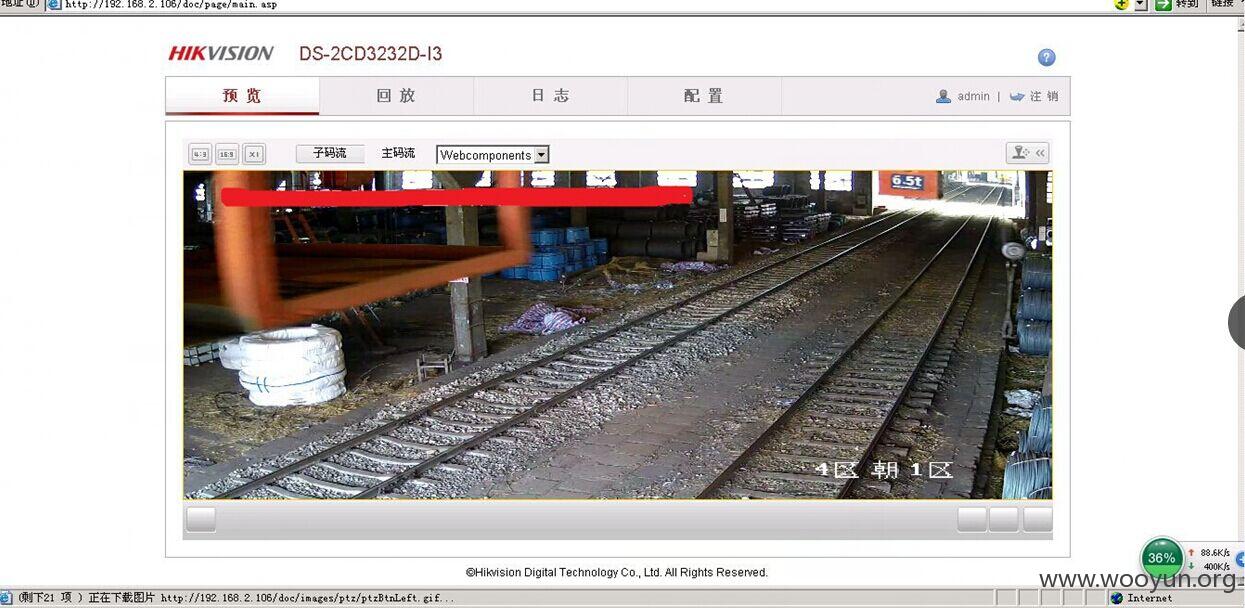 地址(D) http://192.168.2.106/doc/page/main.asp 转到 链接
HIKVISION DS-2CD3232D-I3
预览 回放 日志 配置 admin | 注销
4:3 16:9 X1 子码流 主码流 Webcomponents
6.5t
4区 朝1区
©Hikvision Digital Technology Co., Ltd. All Rights Reserved.
36% 88.6K/s
400K/s
www.wooyun.org
(剩下21 项 ) 正在下载图片 http://192.168.2.106/doc/images/ptz/ptzBtnLeft.gif... Internet